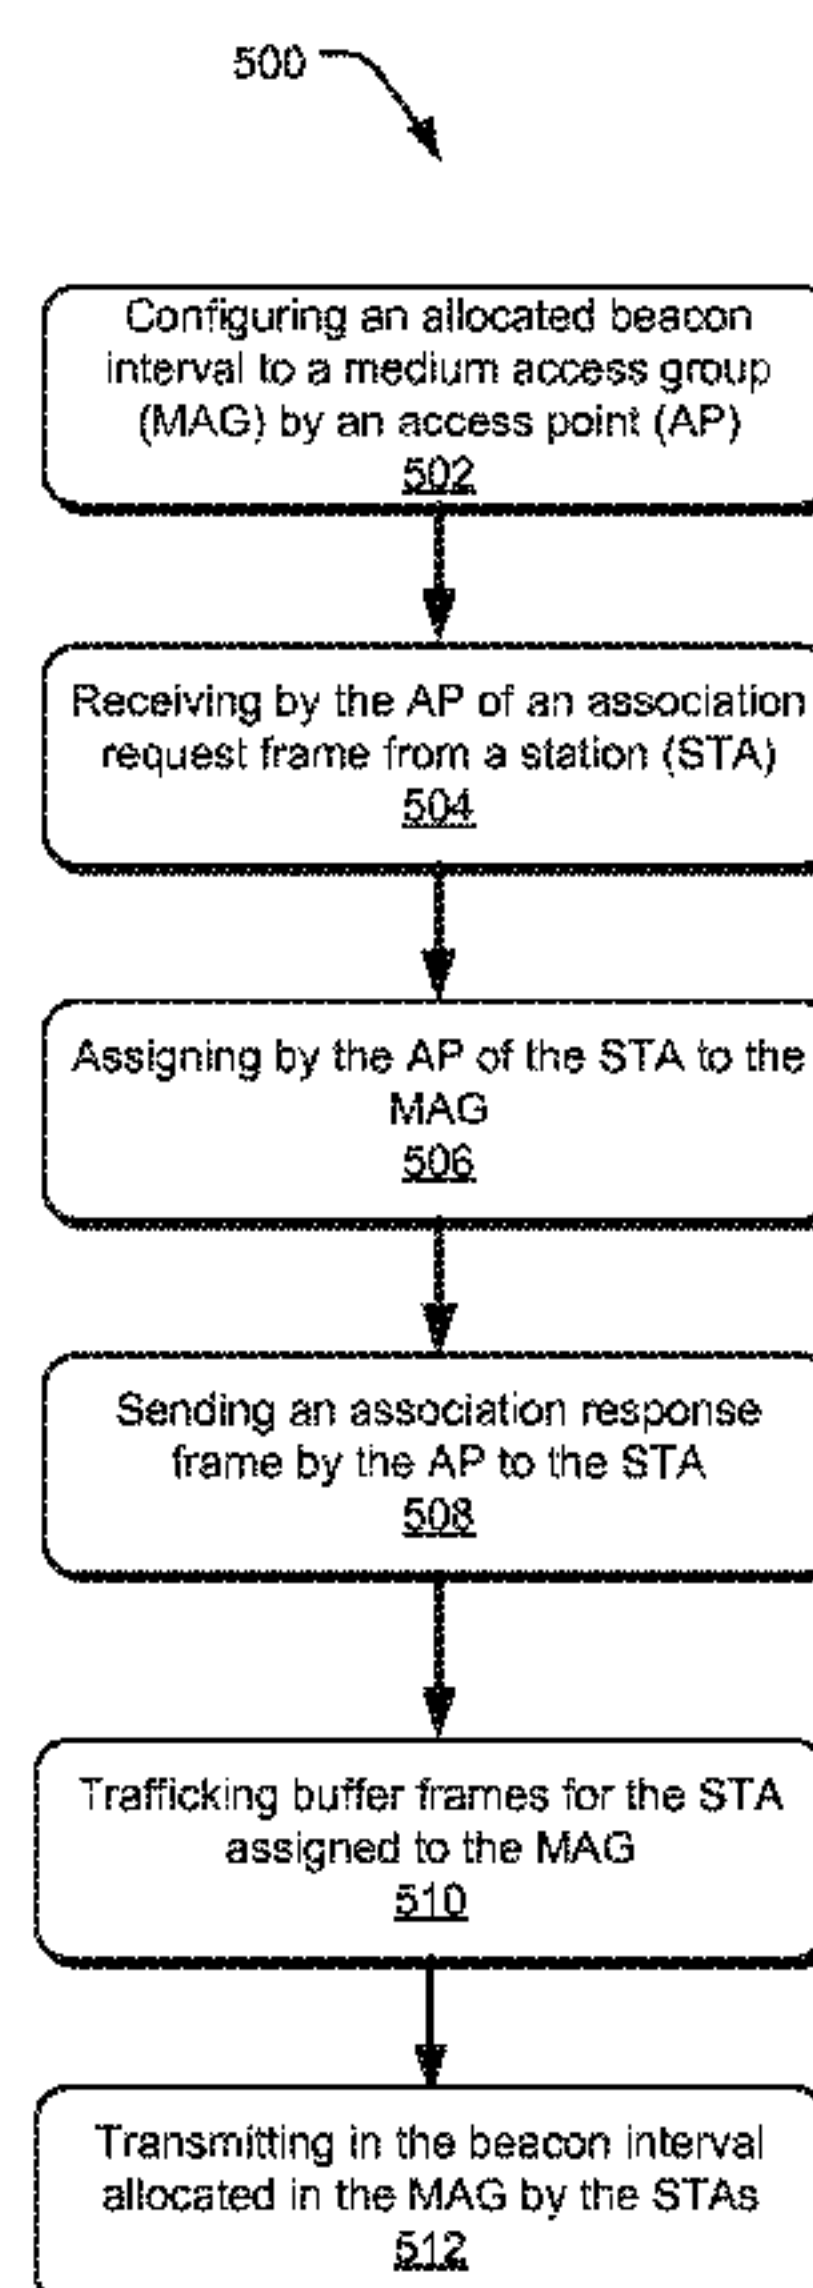 500
Configuring an allocated beacon
interval to a medium access group
(MAG) by an access point (AP)
502
Receiving by the AP of an association
request frame from a station (STA)
504
Assigning by the AP of the STA to the
MAG
506
Sending an association response
frame by the AP to the STA
508
Trafficking buffer frames for the STA
assigned to the MAG
510
Transmitting in the beacon interval
allocated in the MAG by the STAs
512